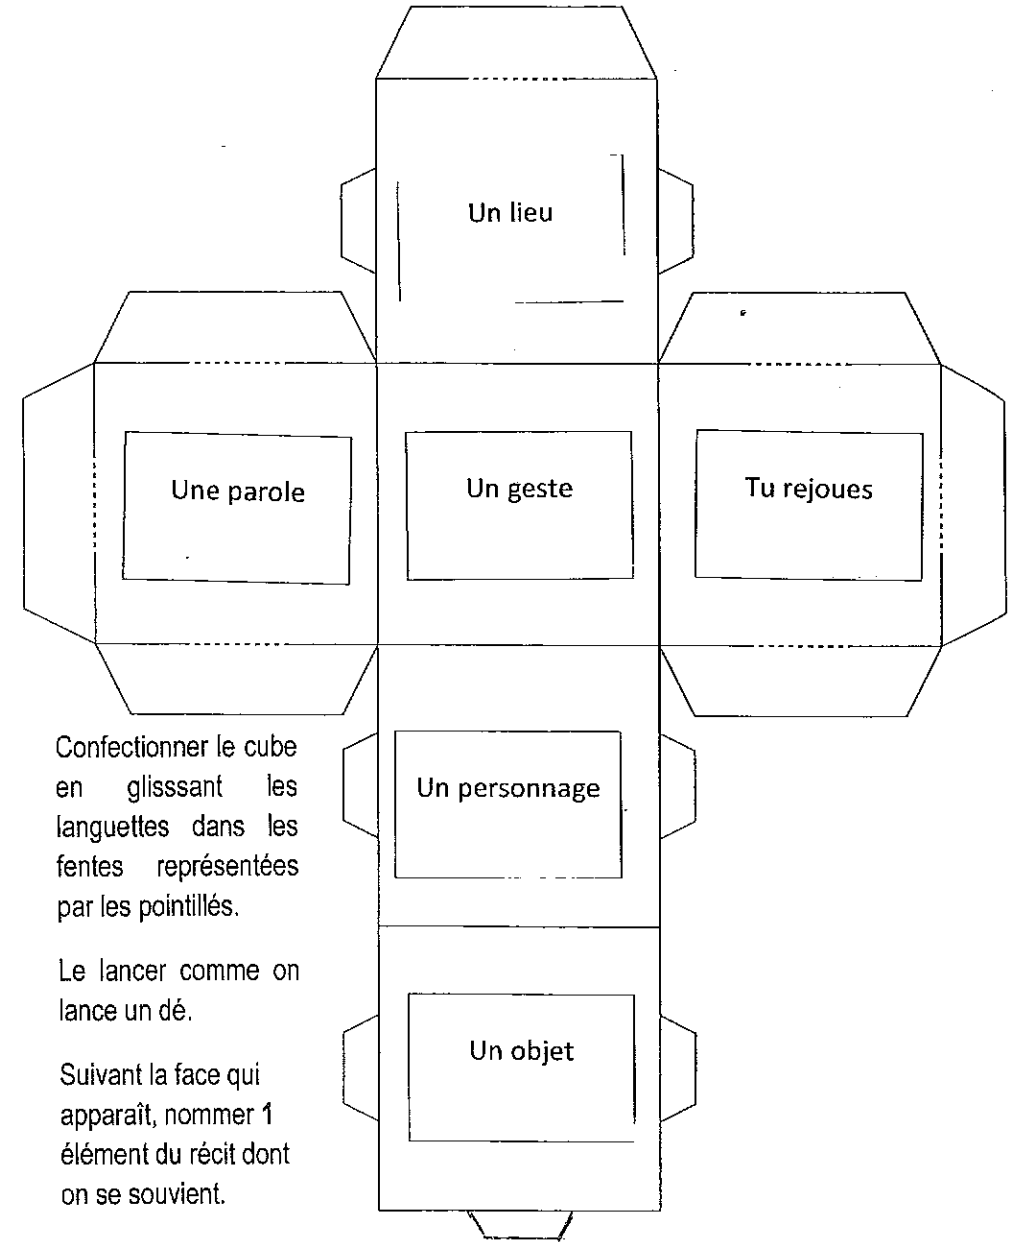 Un lieu
Une parole
Un geste
Tu rejoues
Un personnage
Un objet
Confectionner le cube
en glisssant les
languettes dans les
fentes représentées
par les pointillés.
Le lancer comme on
lance un dé.
Suivant la face qui
apparaît, nommer 1
élément du récit dont
on se souvient.